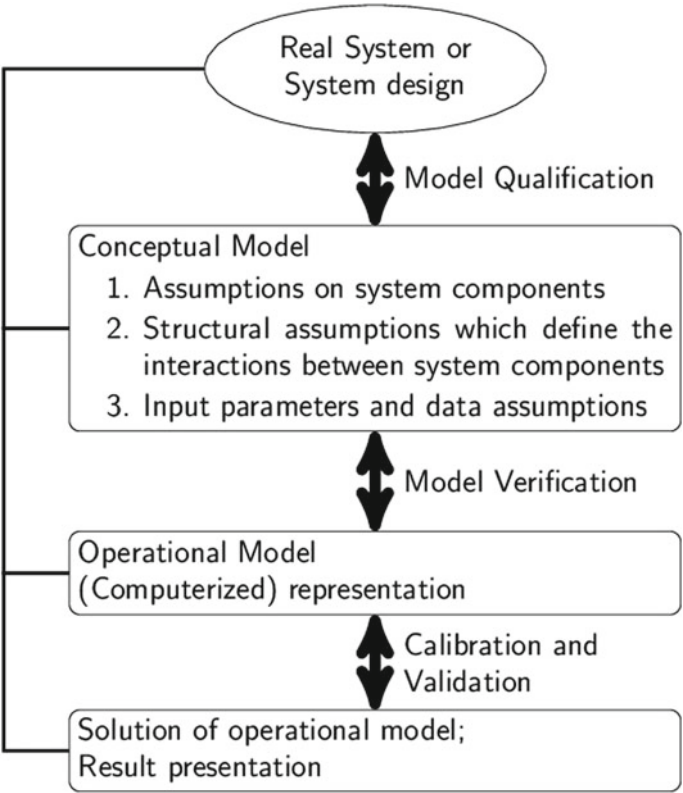 Real System or
System design
Model Qualification
Conceptual Model
1. Assumptions on system components
2. Structural assumptions which define the
interactions between system components
3. Input parameters and data assumptions
Model Verification
Operational Model
(Computerized) representation
Calibration and
Validation
Solution of operational model;
Result presentation